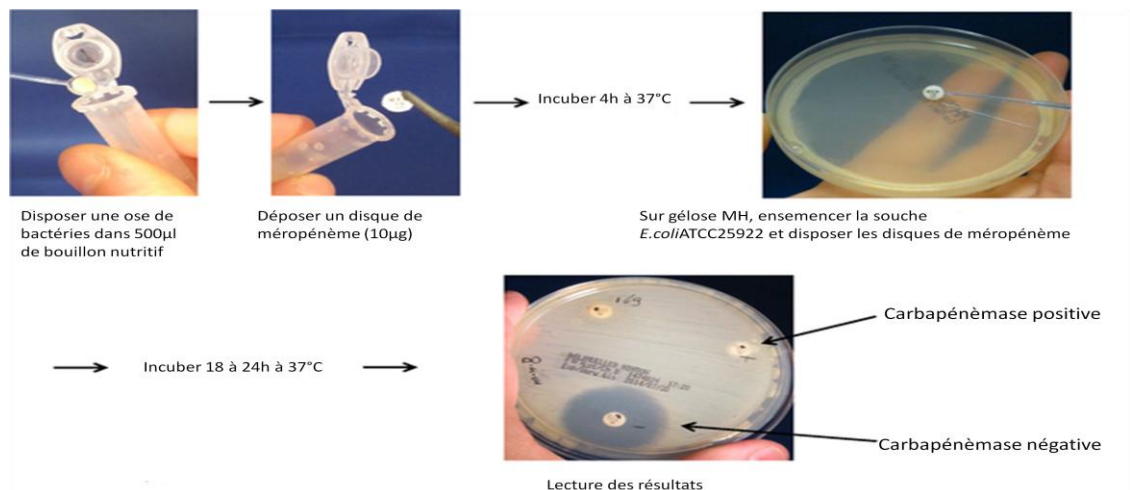 Disposer une ose de
bactéries dans 500µl
de bouillon nutritif
Déposer un disque de
méropénème (10µg)
Incuber 4h à 37°C
Sur gélose MH, ensemencer la souche
E.coliATCC25922 et disposer les disques de méropénème
Incuber 18 à 24h à 37°C
Carbapénèmase positive
Carbapénèmase négative
Lecture des résultats